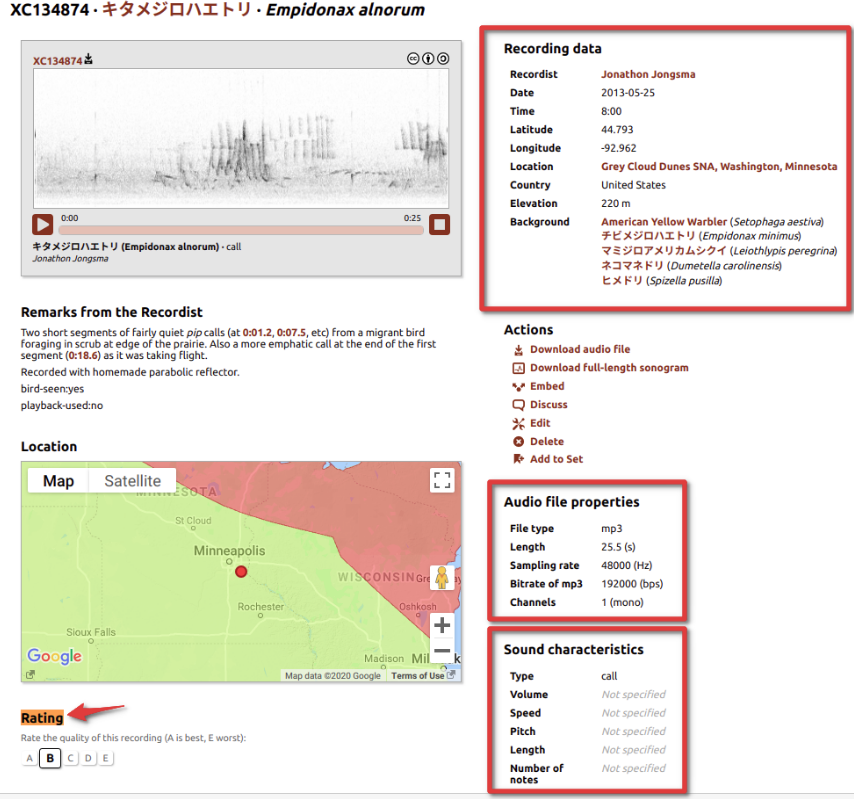 XC134874 · キタメジロハエトリ · Empidonax alnorum
XC134874
0:00 0:25
キタメジロハエトリ (Empidonax alnorum) · call
Jonathon Jongsma
Remarks from the Recordist
Two short segments of fairly quiet pip calls (at 0:01.2, 0:07.5, etc) from a migrant bird
foraging in scrub at edge of the prairie. Also a more emphatic call at the end of the first
segment (0:18.6) as it was taking flight.
Recorded with homemade parabolic reflector.
bird-seen:yes
playback-used:no
Location
Map Satellite
MINNESOTA
St Cloud
Minneapolis
WISCONSIN
Rochester
Oshkosh
Sioux Falls
Google
Madison
Map data ©2020 Google Terms of Use
Rating
Rate the quality of this recording (A is best, E worst):
A B C D E
Recording data
Recordist Jonathon Jongsma
Date 2013-05-25
Time 8:00
Latitude 44.793
Longitude -92.962
Location Grey Cloud Dunes SNA, Washington, Minnesota
Country United States
Elevation 220 m
Background American Yellow Warbler (Setophaga aestiva)
チビメジロハエトリ (Empidonax minimus)
マミジロアメリカムシクイ (Leiothlypis peregrina)
ネコマネドリ (Dumetella carolinensis)
ヒメドリ (Spizella pusilla)
Actions
Download audio file
Download full-length sonogram
Embed
Discuss
Edit
Delete
Add to Set
Audio file properties
File type mp3
Length 25.5 (s)
Sampling rate 48000 (Hz)
Bitrate of mp3 192000 (bps)
Channels 1 (mono)
Sound characteristics
Type call
Volume Not specified
Speed Not specified
Pitch Not specified
Length Not specified
Number of Not specified
notes